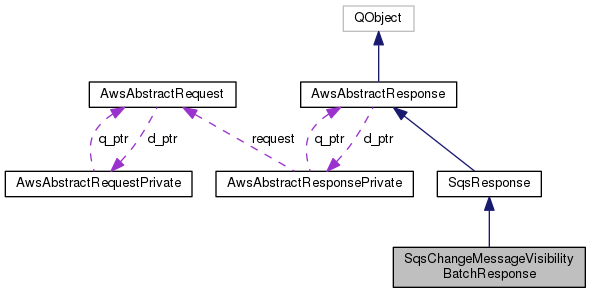 QObject
AwsAbstractRequest
AwsAbstractResponse
q_ptr
d_ptr
request
q_ptr
d_ptr
AwsAbstractRequestPrivate
AwsAbstractResponsePrivate
SqsResponse
SqsChangeMessageVisibility
BatchResponse